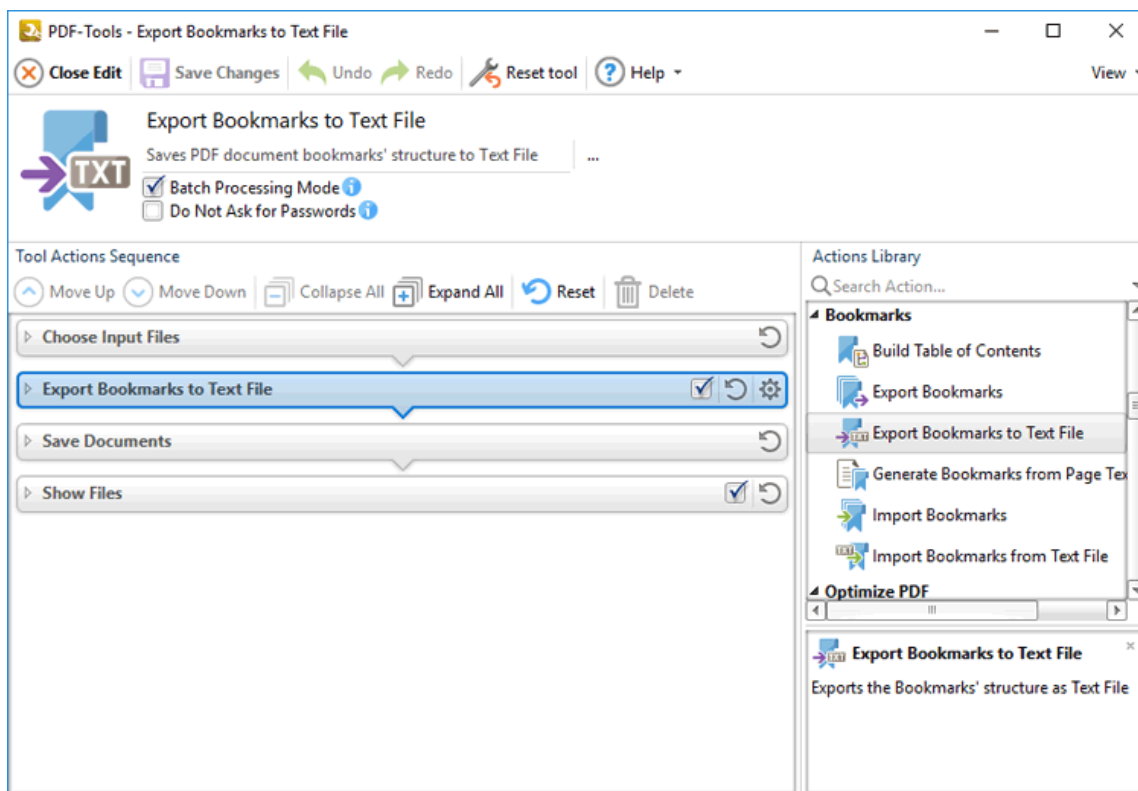 PDF-Tools - Export Bookmarks to Text File
Close Edit Save Changes Undo Redo Reset tool ? Help View
Export Bookmarks to Text File
Saves PDF document bookmarks' structure to Text File ...
TXT
Batch Processing Mode i
Do Not Ask for Passwords i
Tool Actions Sequence
Move Up Move Down Collapse All Expand All Reset Delete
Choose Input Files
Export Bookmarks to Text File
Save Documents
Show Files
Actions Library
Search Action...
Bookmarks
Build Table of Contents
Export Bookmarks
TXT Export Bookmarks to Text File
Generate Bookmarks from Page Tex
Import Bookmarks
TXT Import Bookmarks from Text File
Optimize PDF
TXT Export Bookmarks to Text File
Exports the Bookmarks' structure as Text File